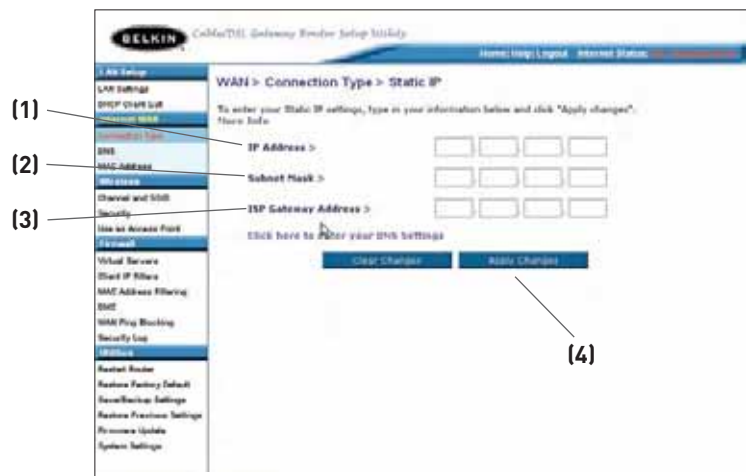 BELKIN
Cable/DSL Gateway Router Setup Utility
Home|Help|Logout Internet Status:
LAN Setup
LAN Settings
DHCP Client List
Internet WAN
Connection Type
DNS
MAC Address
Wireless
Channel and SSID
Security
Use as Access Point
Firewall
Virtual Servers
Client IP Filters
MAC Address Filtering
DMZ
WAN Ping Blocking
Security Log
Utilities
Restart Router
Restore Factory Default
Save/Backup Settings
Restore Previous Settings
Firmware Update
System Settings
WAN > Connection Type > Static IP
To enter your Static IP settings, type in your information below and click "Apply changes".
More Info
(1)
IP Address >
(2)
Subnet Mask >
(3)
ISP Gateway Address >
Click here to enter your DNS Settings
Clear Changes
Apply Changes
(4)